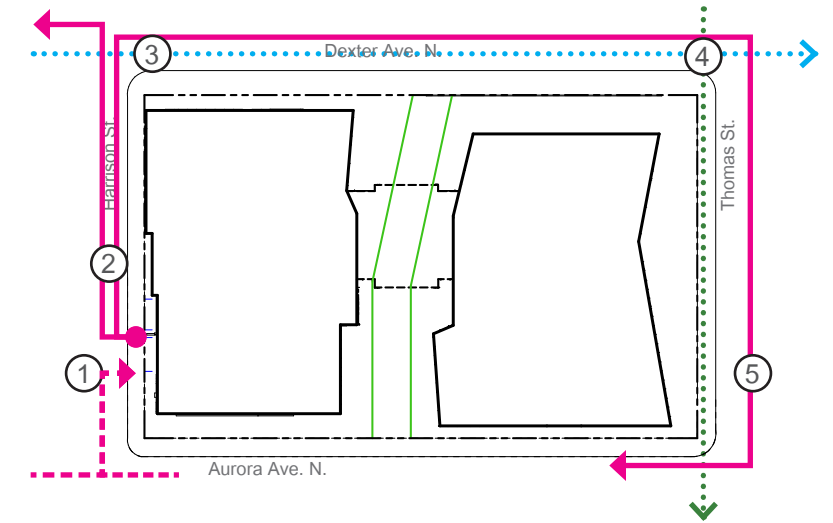 3
4
Dexter Ave. N.
Harrison St.
Thomas St.
2
1
5
Aurora Ave. N.